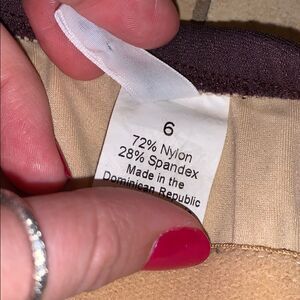 6
72% Nylon
28% Spandex
Made in the
Dominican Republic